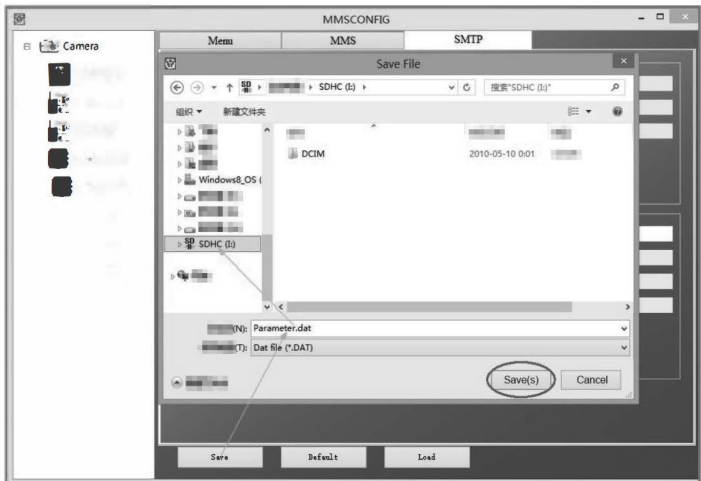 MMSCONFIG
Camera
Menu
MMS
SMTP
Save File
SDHC (I:)
搜索"SDHC (I:)"
组织
新建文件夹
DCIM
2010-05-10 0:01
Windows8_OS (
SDHC (I:)
(N):
Parameter.dat
(T):
Dat file (*.DAT)
Save(s)
Cancel
Save
Default
Load